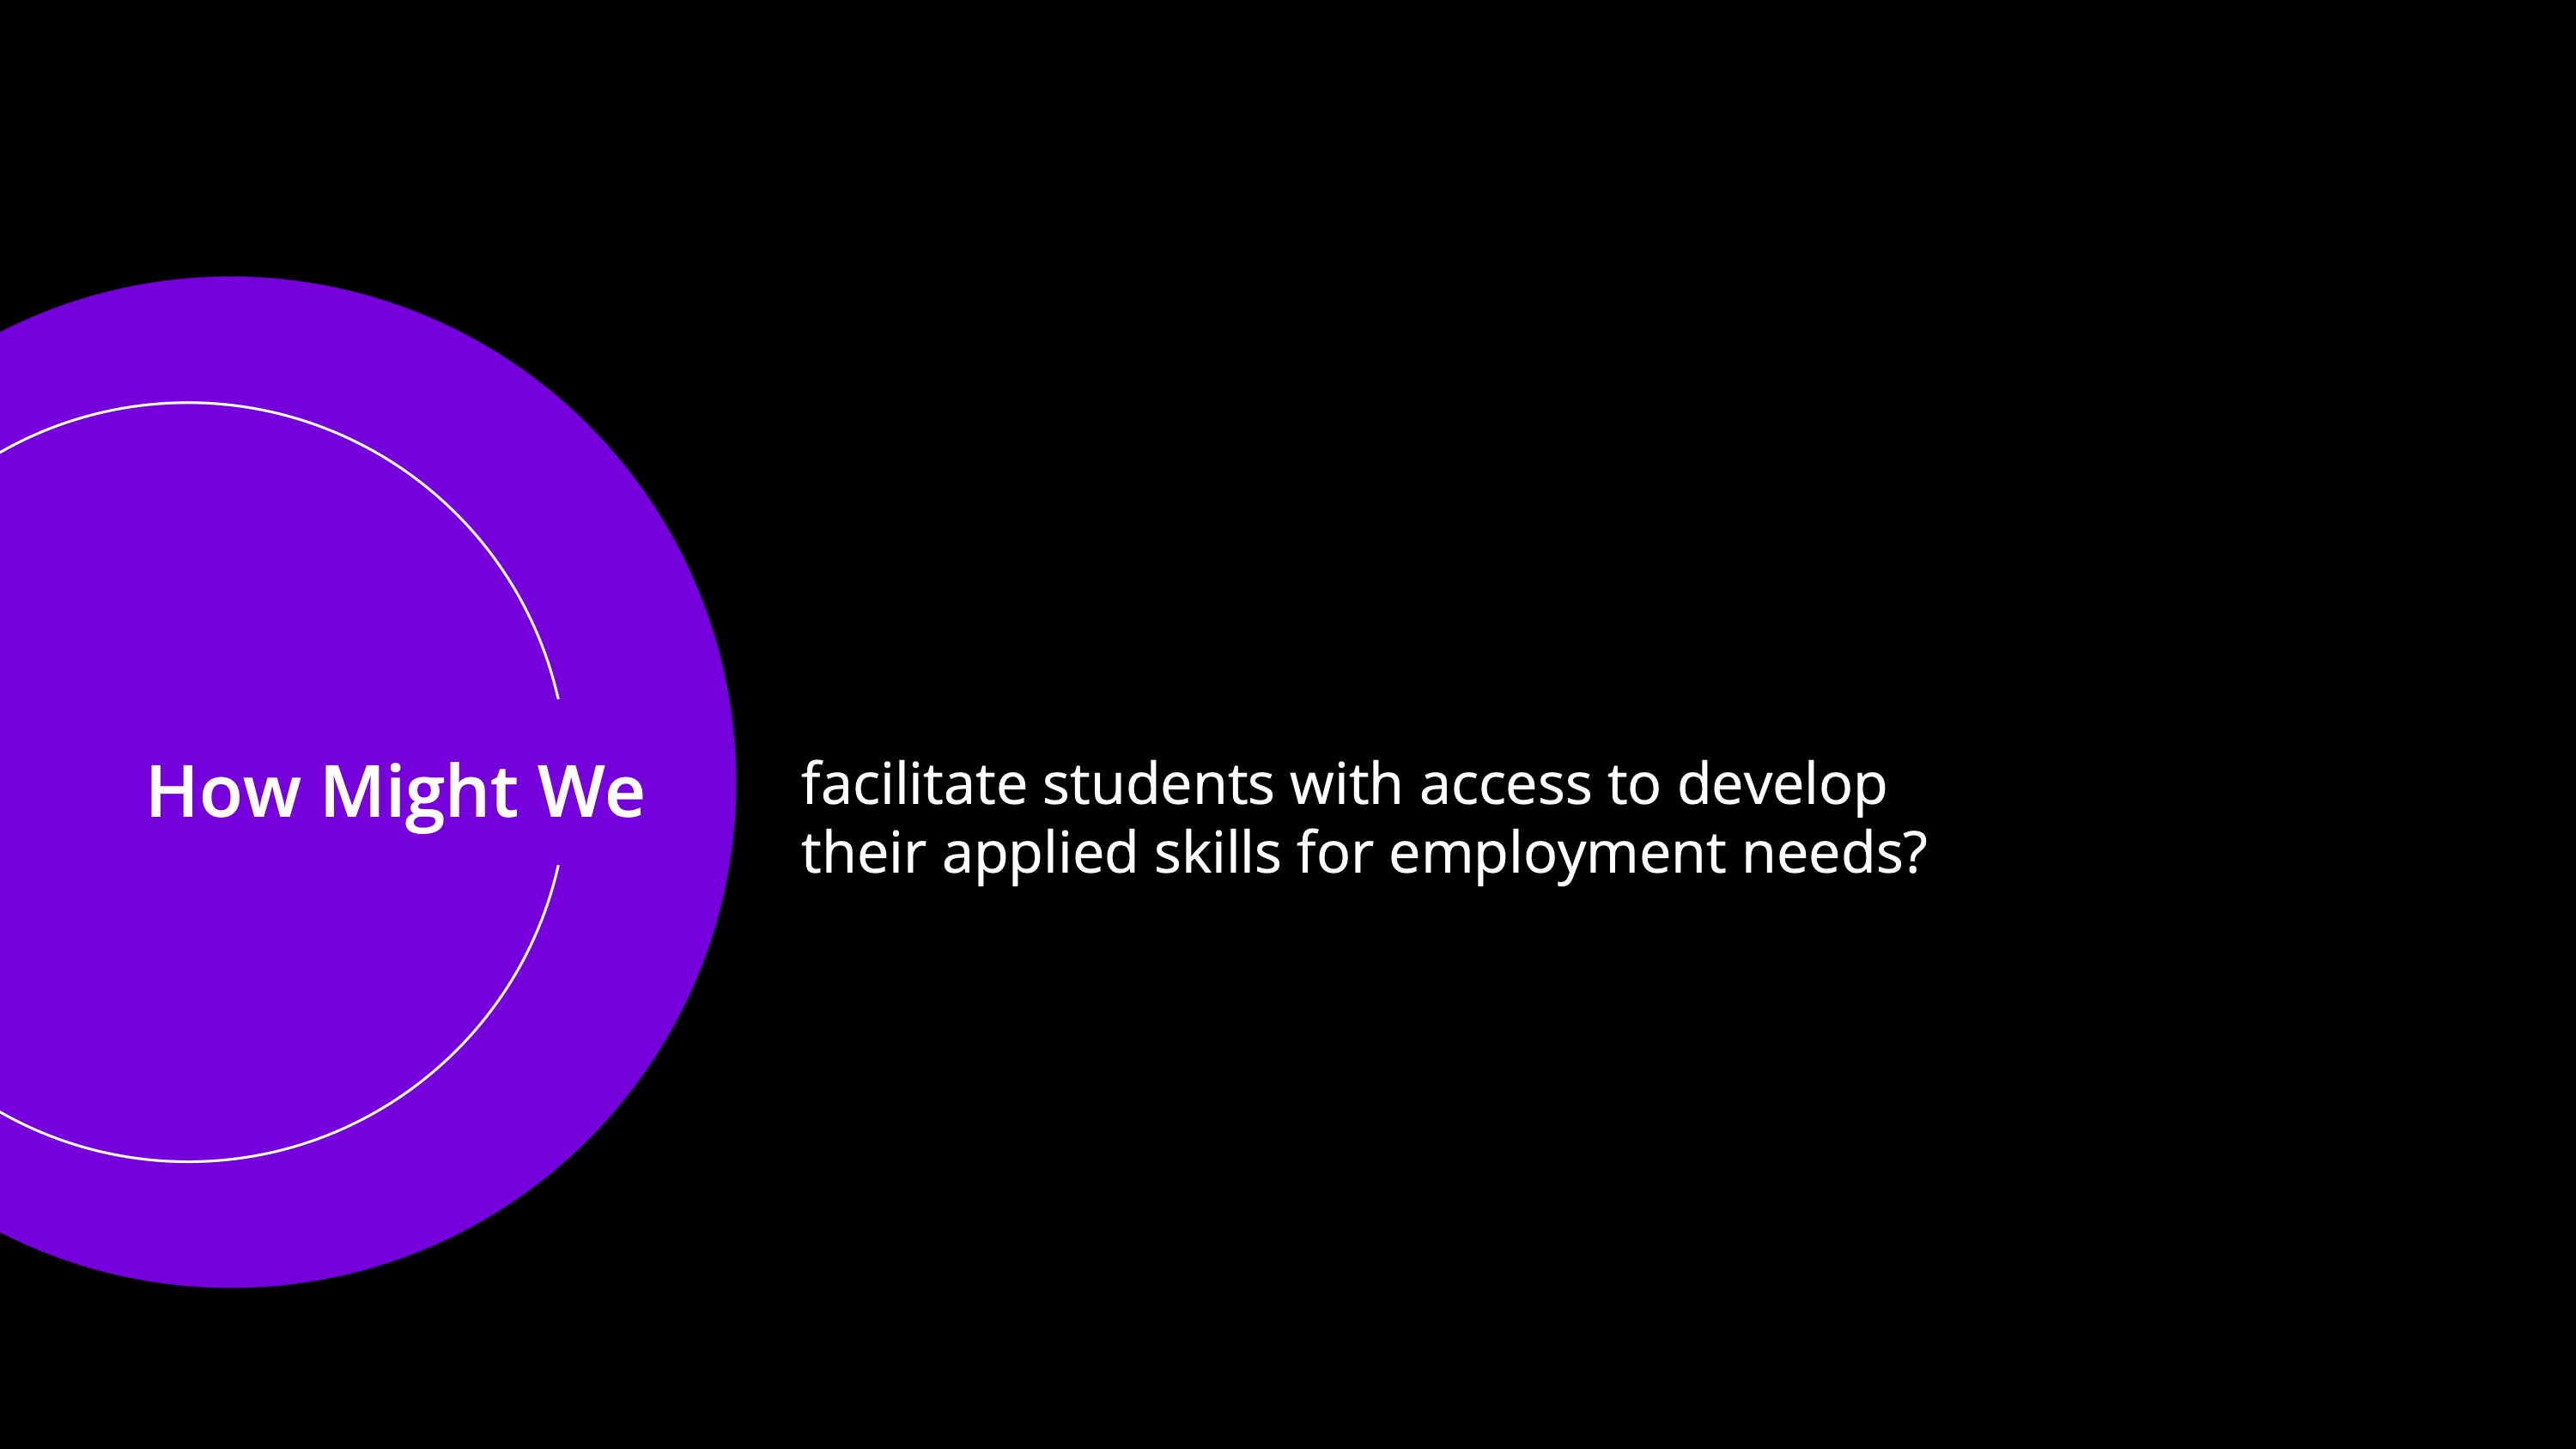 How Might We
facilitate students with access to develop
their applied skills for employment needs?